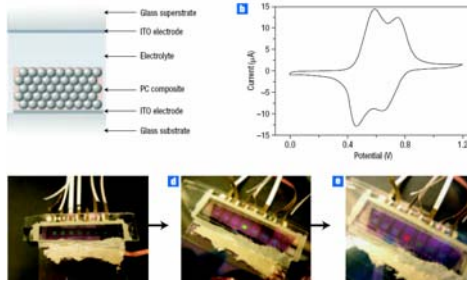 Glass superstrate
ITO electrode
Electrolyte
PC composite
ITO electrode
Glass substrate
b
Current (μA)
15
10
5
0
−5
−10
−15
0.0
0.4
0.8
1.2
Potential (V)
d
e